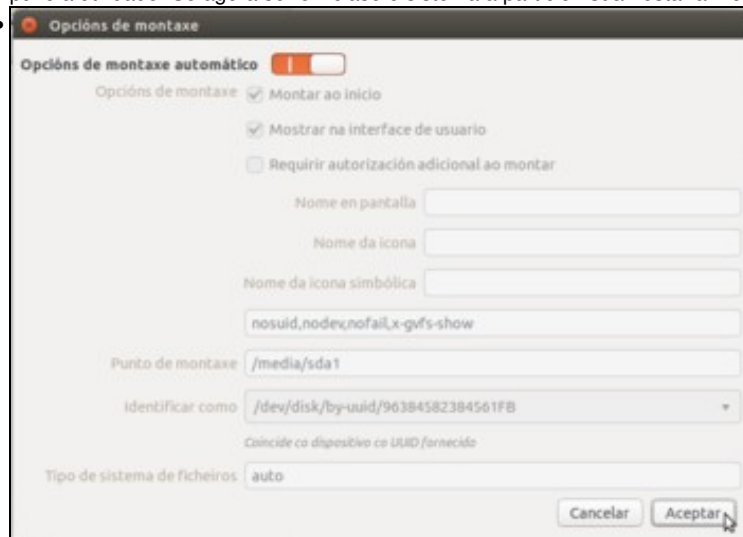 Opcións de montaxe
Opcións de montaxe automático
Opcións de montaxe Montar ao inicio
Mostrar na interface de usuario
Requirir autorización adicional ao montar
Nome en pantalla
Nome da icona
Nome da icona simbólica
nosuid,nodev,nofail,x-gvfs-show
Punto de montaxe /media/sda1
Identificar como /dev/disk/by-uuid/96384582384561FB
Coincide co dispositivo co UUID fornecido
Tipo de sistema de ficheiros auto
Cancelar Aceptar